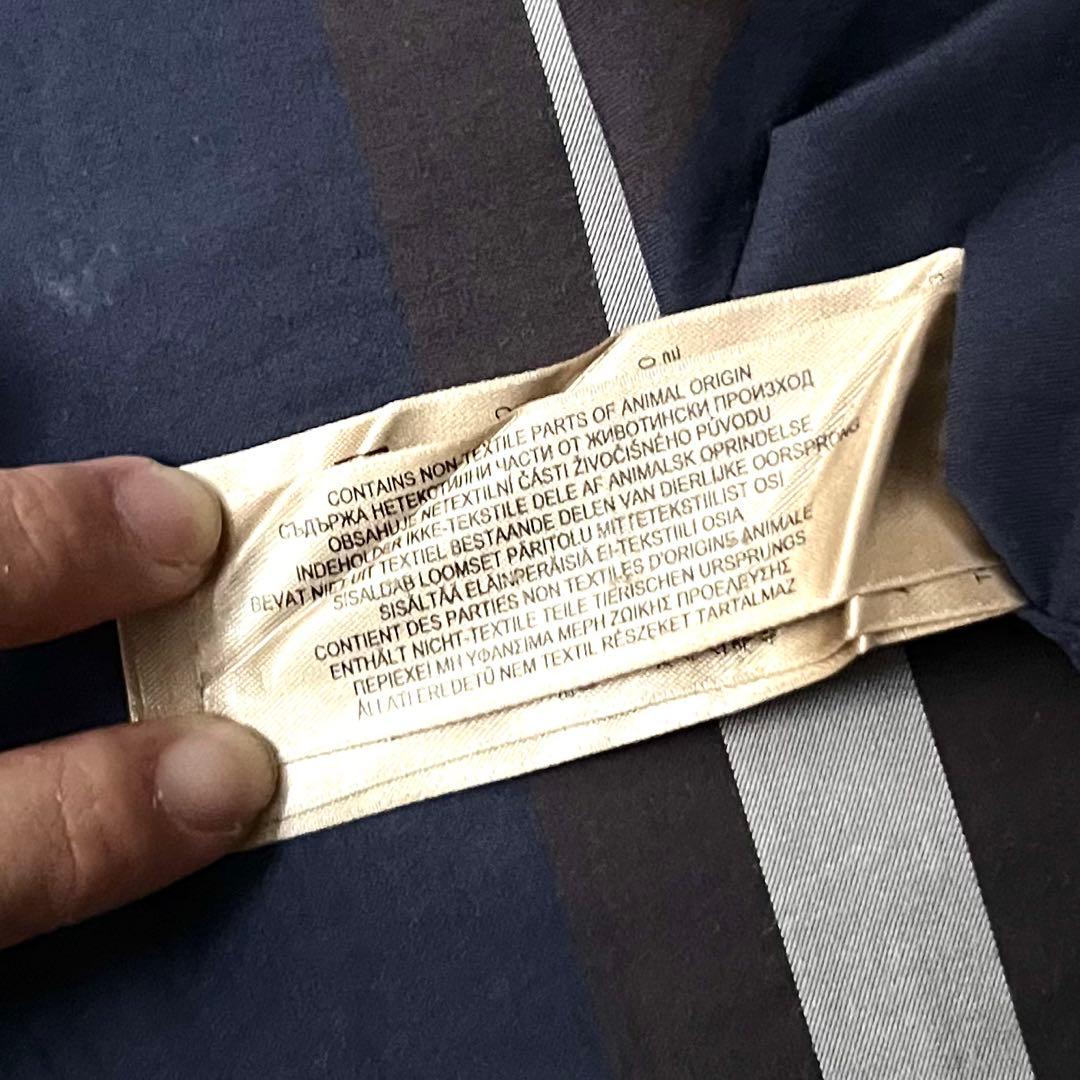 CONTAINS NON-TEXTILE PARTS OF ANIMAL ORIGIN
СЪДЪРЖА НЕТЕКСТИЛНИ ЧАСТИ ОТ ЖИВОТИНСКИ ПРОИЗХОД
OBSAHUJE NETEXTILNÍ ČÁSTI ŽIVOČIŠNÉHO PŮVODU
INDEHOLDER IKKE-TEKSTILE DELE AF ANIMALSK OPRINDELSE
BEVAT NIET UIT TEXTIEL BESTAANDE DELEN VAN DIERLIJKE OORSPRONG
SISALDAB LOOMSET PÄRITOLU MITTETEKSTIILIST OSI
SISÄLTÄÄ ELÄINPERÄISIÄ EI-TEKSTIILI OSIA
CONTIENT DES PARTIES NON TEXTILES D'ORIGINS ANIMALE
ENTHÄLT NICHT-TEXTILE TEILE TIERISCHEN URSPRUNGS
ΠΕΡΙΕΧΕΙ ΜΗ ΥΦΑΝΣΙΜΑ ΜΕΡΗ ΖΩΙΚΗΣ ΠΡΟΕΛΕΥΣΗΣ
ÁLLATI EREDETŰ NEM TEXTIL RÉSZEKET TARTALMAZ